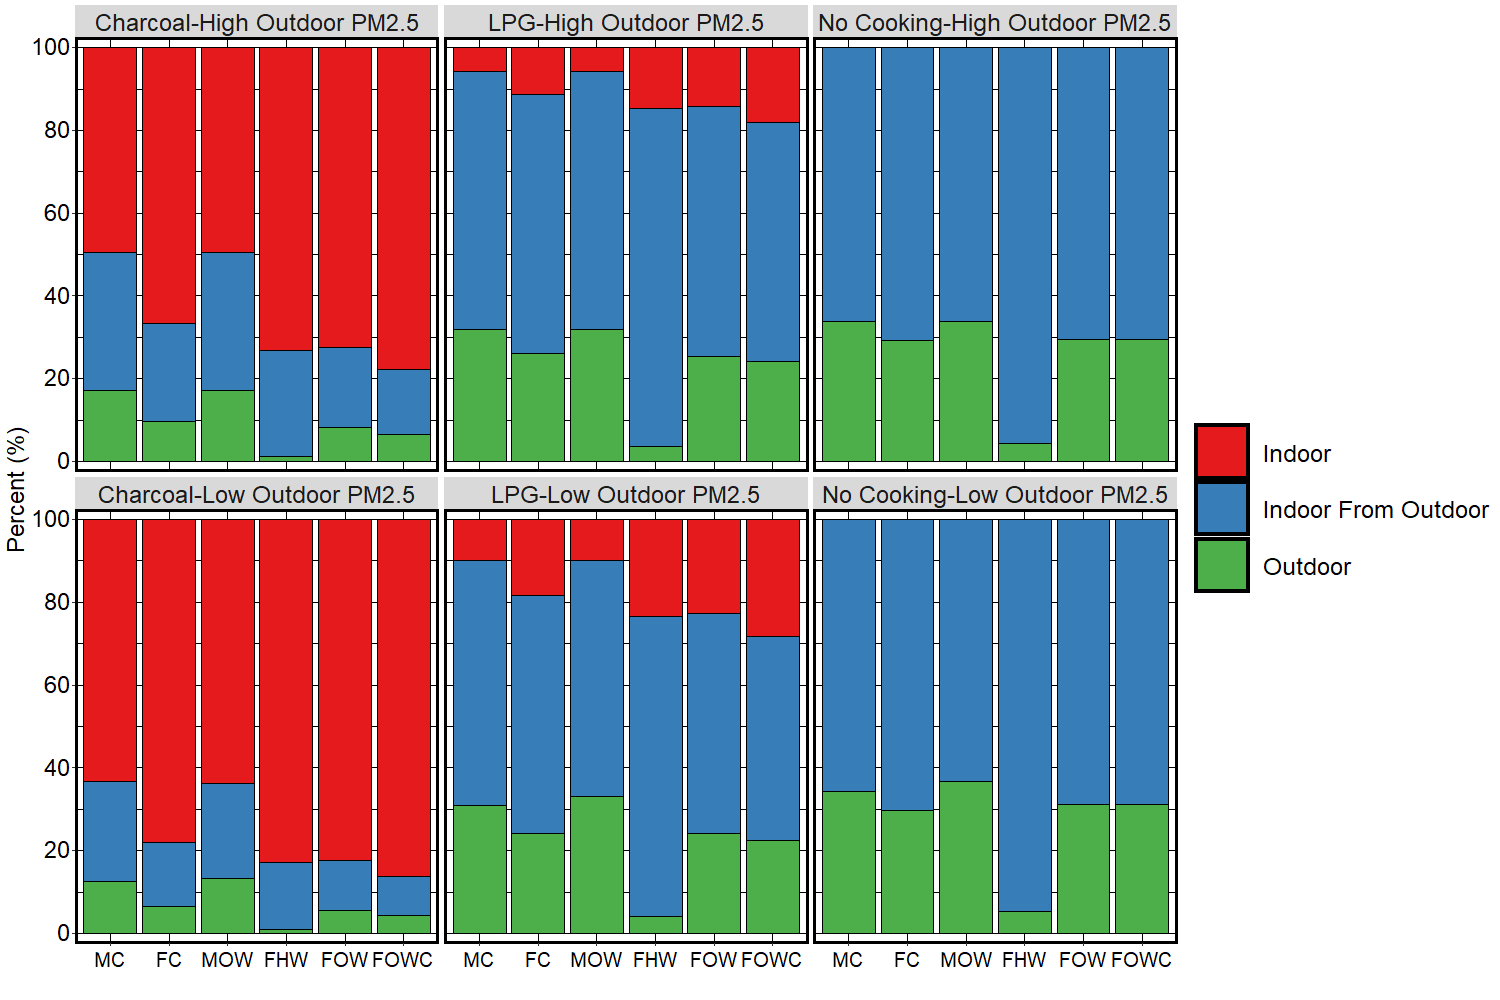 Charcoal-High Outdoor PM2.5 LPG-High Outdoor PM2.5 No Cooking-High Outdoor PM2.5
100
80
60
40
20
0
Percent (%)
Charcoal-Low Outdoor PM2.5 LPG-Low Outdoor PM2.5 No Cooking-Low Outdoor PM2.5
100
80
60
40
20
0
MC FC MOW FHW FOW FOWC MC FC MOW FHW FOW FOWC MC FC MOW FHW FOW FOWC
Indoor
Indoor From Outdoor
Outdoor